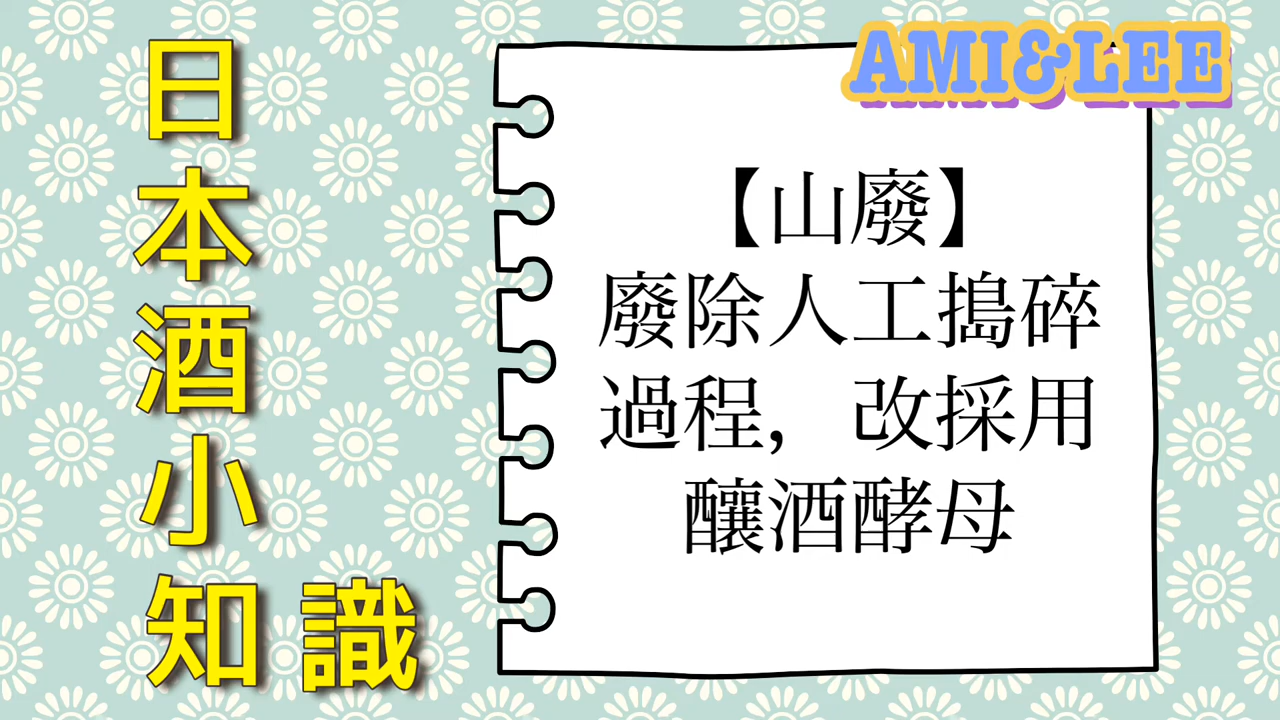 日本酒小知識
AMI&LEE
【山廢】
廢除人工搗碎
過程，改採用
釀酒酵母